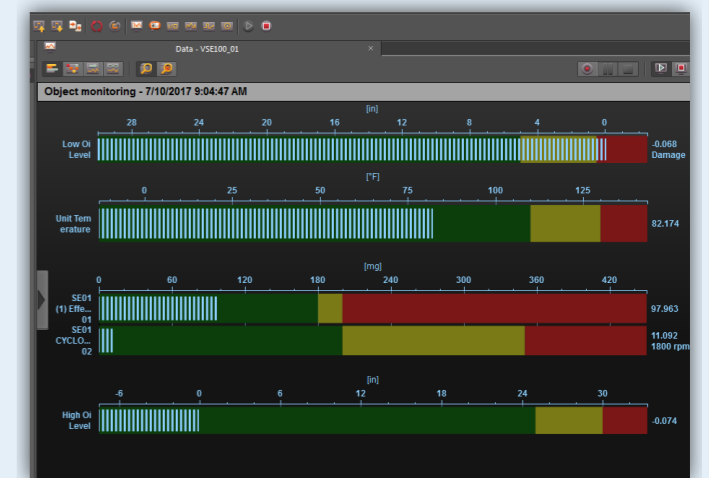 Data - VSE100_01
Object monitoring - 7/10/2017 9:04:47 AM
[in]
28 24 20 16 12 8 4 0
Low Oi
Level
-0.068
Damage
[°F]
0 25 50 75 100 125
Unit Tem
erature
82.174
[mg]
0 60 120 180 240 300 360 420
SE01
(1) Effe...
01
97.963
SE01
CYCLO...
02
11.092
1800 rpm
[in]
-6 0 6 12 18 24 30
High Oi
Level
-0.074